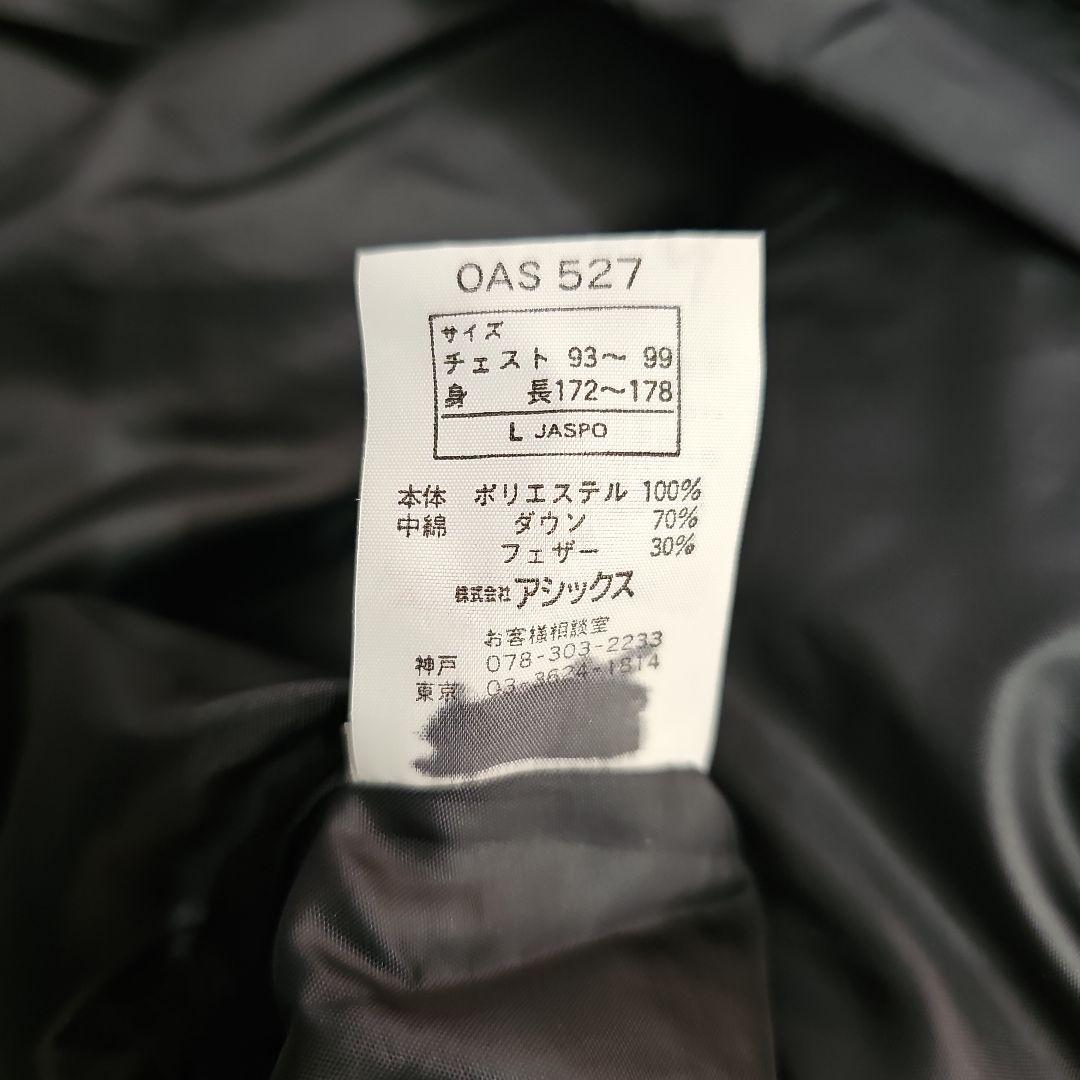 OAS 527
サイズ
チェスト 93〜 99
身 長172〜178
L JASPO
本体 ポリエステル 100%
中綿 ダウン 70%
フェザー 30%
株式会社アシックス
お客様相談室
神戸 078-303-2233
東京 03-3624-1814